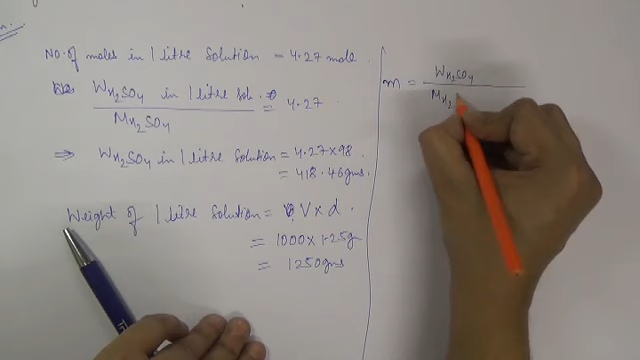 No. of moles in 1 litre Solution = 4.27 mole.
W H2SO4 in 1 litre sol. = 4.27
M H2SO4
⇒ W H2SO4 in 1 litre Solution = 4.27 x 98
= 418.46 gms.
Weight of 1 litre Solution = V x d.
= 1000 x 1.25 g
= 1250 gms
m = W H2SO4
M H2